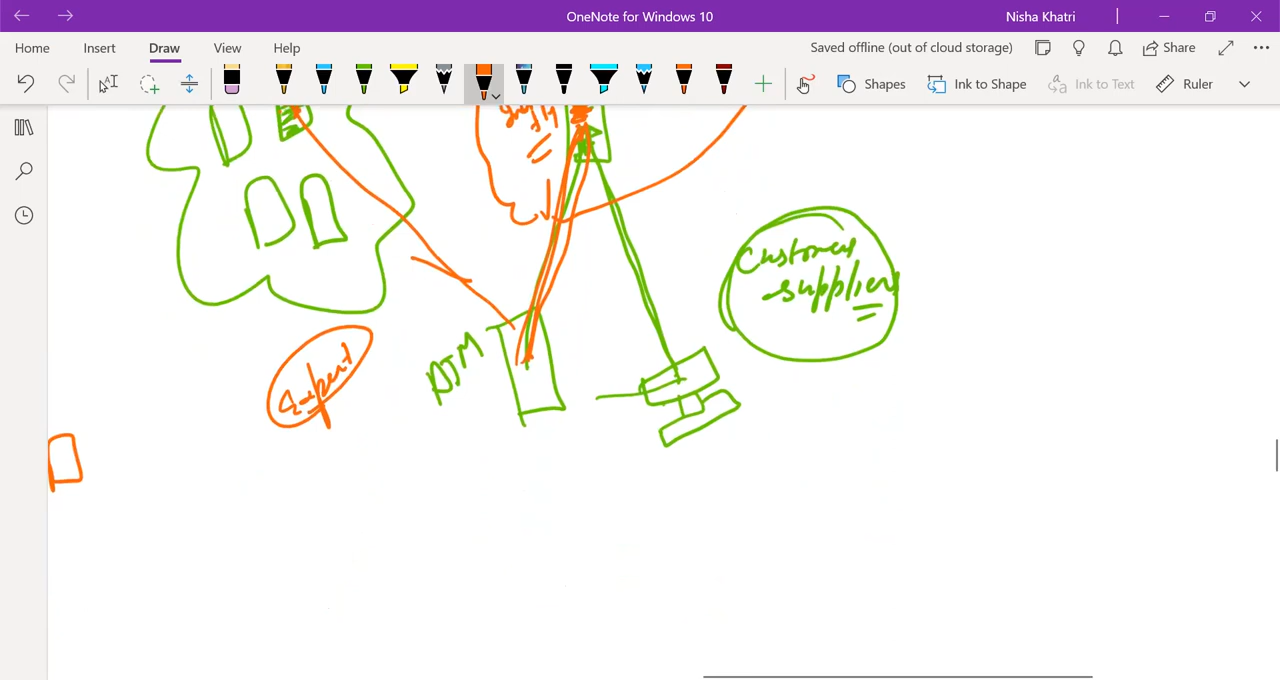 OneNote for Windows 10
Nisha Khatri
Home Insert Draw View Help
Saved offline (out of cloud storage)
Share
Shapes
Ink to Shape
Ink to Text
Ruler
Customer
supplier
ATM
Expert